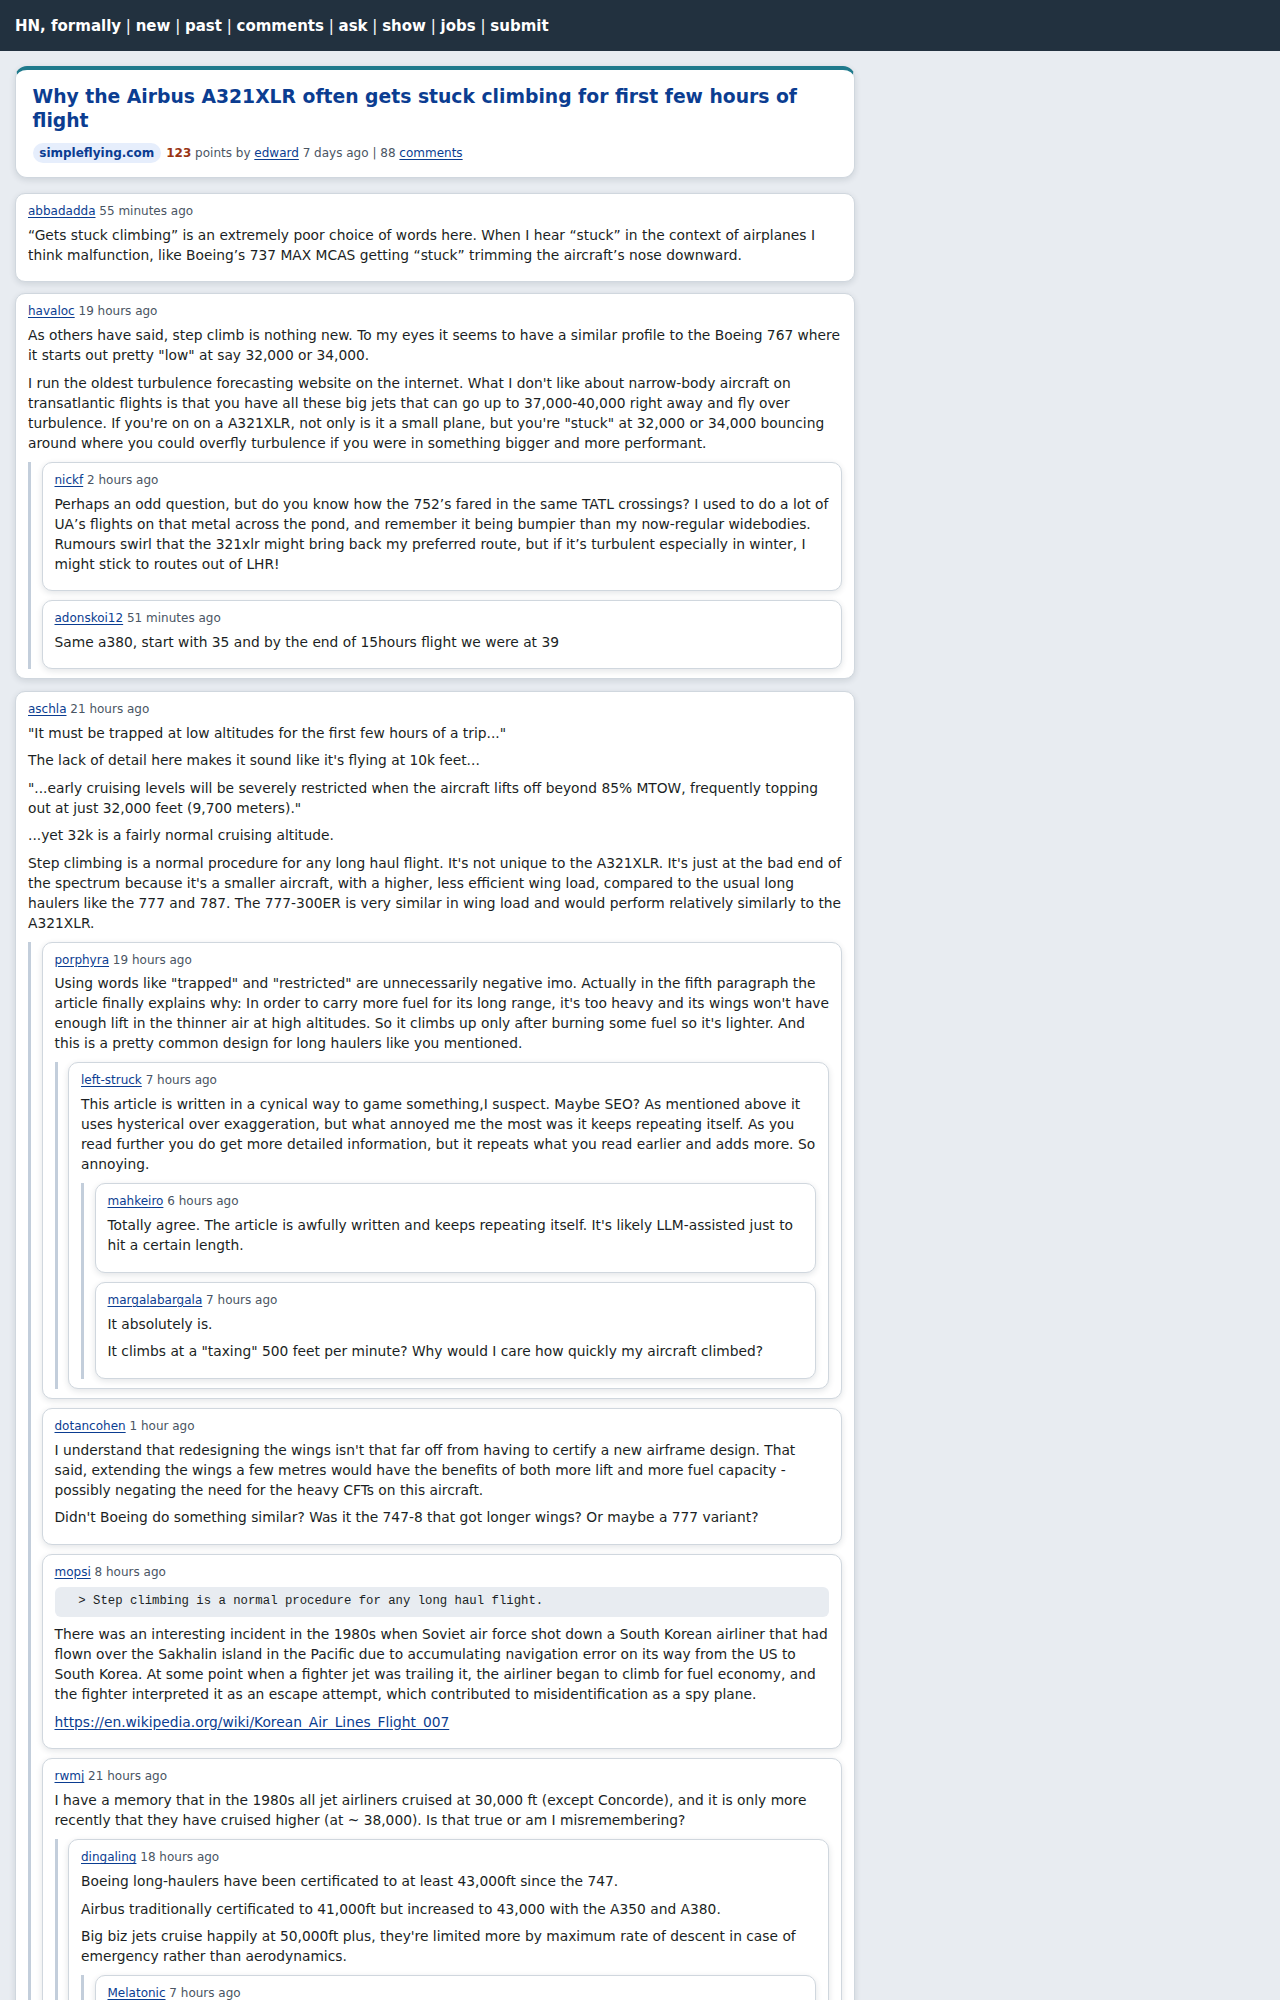 HN, formally | new | past | comments | ask | show | jobs | submit
Why the Airbus A321XLR often gets stuck climbing for first few hours of
flight
simpleflying.com 123 points by edward 7 days ago | 88 comments
abbadadda 55 minutes ago
“Gets stuck climbing” is an extremely poor choice of words here. When I hear “stuck” in the context of airplanes I
think malfunction, like Boeing’s 737 MAX MCAS getting “stuck” trimming the aircraft’s nose downward.
havaloc 19 hours ago
As others have said, step climb is nothing new. To my eyes it seems to have a similar profile to the Boeing 767 where
it starts out pretty "low" at say 32,000 or 34,000.
I run the oldest turbulence forecasting website on the internet. What I don't like about narrow-body aircraft on
transatlantic flights is that you have all these big jets that can go up to 37,000-40,000 right away and fly over
turbulence. If you're on on a A321XLR, not only is it a small plane, but you're "stuck" at 32,000 or 34,000 bouncing
around where you could overfly turbulence if you were in something bigger and more performant.
nickf 2 hours ago
Perhaps an odd question, but do you know how the 752’s fared in the same TATL crossings? I used to do a lot of
UA’s flights on that metal across the pond, and remember it being bumpier than my now-regular widebodies.
Rumours swirl that the 321xlr might bring back my preferred route, but if it’s turbulent especially in winter, I
might stick to routes out of LHR!
adonskoi12 51 minutes ago
Same a380, start with 35 and by the end of 15hours flight we were at 39
aschla 21 hours ago
"It must be trapped at low altitudes for the first few hours of a trip..."
The lack of detail here makes it sound like it's flying at 10k feet...
"...early cruising levels will be severely restricted when the aircraft lifts off beyond 85% MTOW, frequently topping
out at just 32,000 feet (9,700 meters)."
...yet 32k is a fairly normal cruising altitude.
Step climbing is a normal procedure for any long haul flight. It's not unique to the A321XLR. It's just at the bad end of
the spectrum because it's a smaller aircraft, with a higher, less efficient wing load, compared to the usual long
haulers like the 777 and 787. The 777-300ER is very similar in wing load and would perform relatively similarly to the
A321XLR.
porphyra 19 hours ago
Using words like "trapped" and "restricted" are unnecessarily negative imo. Actually in the fifth paragraph the
article finally explains why: In order to carry more fuel for its long range, it's too heavy and its wings won't have
enough lift in the thinner air at high altitudes. So it climbs up only after burning some fuel so it's lighter. And
this is a pretty common design for long haulers like you mentioned.
left-struck 7 hours ago
This article is written in a cynical way to game something,I suspect. Maybe SEO? As mentioned above it
uses hysterical over exaggeration, but what annoyed me the most was it keeps repeating itself. As you
read further you do get more detailed information, but it repeats what you read earlier and adds more. So
annoying.
mahkeiro 6 hours ago
Totally agree. The article is awfully written and keeps repeating itself. It's likely LLM-assisted just to
hit a certain length.
margalabargala 7 hours ago
It absolutely is.
It climbs at a "taxing" 500 feet per minute? Why would I care how quickly my aircraft climbed?
dotancohen 1 hour ago
I understand that redesigning the wings isn't that far off from having to certify a new airframe design. That
said, extending the wings a few metres would have the benefits of both more lift and more fuel capacity -
possibly negating the need for the heavy CFTs on this aircraft.
Didn't Boeing do something similar? Was it the 747-8 that got longer wings? Or maybe a 777 variant?
mopsi 8 hours ago
> Step climbing is a normal procedure for any long haul flight.
There was an interesting incident in the 1980s when Soviet air force shot down a South Korean airliner that had
flown over the Sakhalin island in the Pacific due to accumulating navigation error on its way from the US to
South Korea. At some point when a fighter jet was trailing it, the airliner began to climb for fuel economy, and
the fighter interpreted it as an escape attempt, which contributed to misidentification as a spy plane.
https://en.wikipedia.org/wiki/Korean_Air_Lines_Flight_007
rwmj 21 hours ago
I have a memory that in the 1980s all jet airliners cruised at 30,000 ft (except Concorde), and it is only more
recently that they have cruised higher (at ~ 38,000). Is that true or am I misremembering?
dingaling 18 hours ago
Boeing long-haulers have been certificated to at least 43,000ft since the 747.
Airbus traditionally certificated to 41,000ft but increased to 43,000 with the A350 and A380.
Big biz jets cruise happily at 50,000ft plus, they're limited more by maximum rate of descent in case of
emergency rather than aerodynamics.
Melatonic 7 hours ago